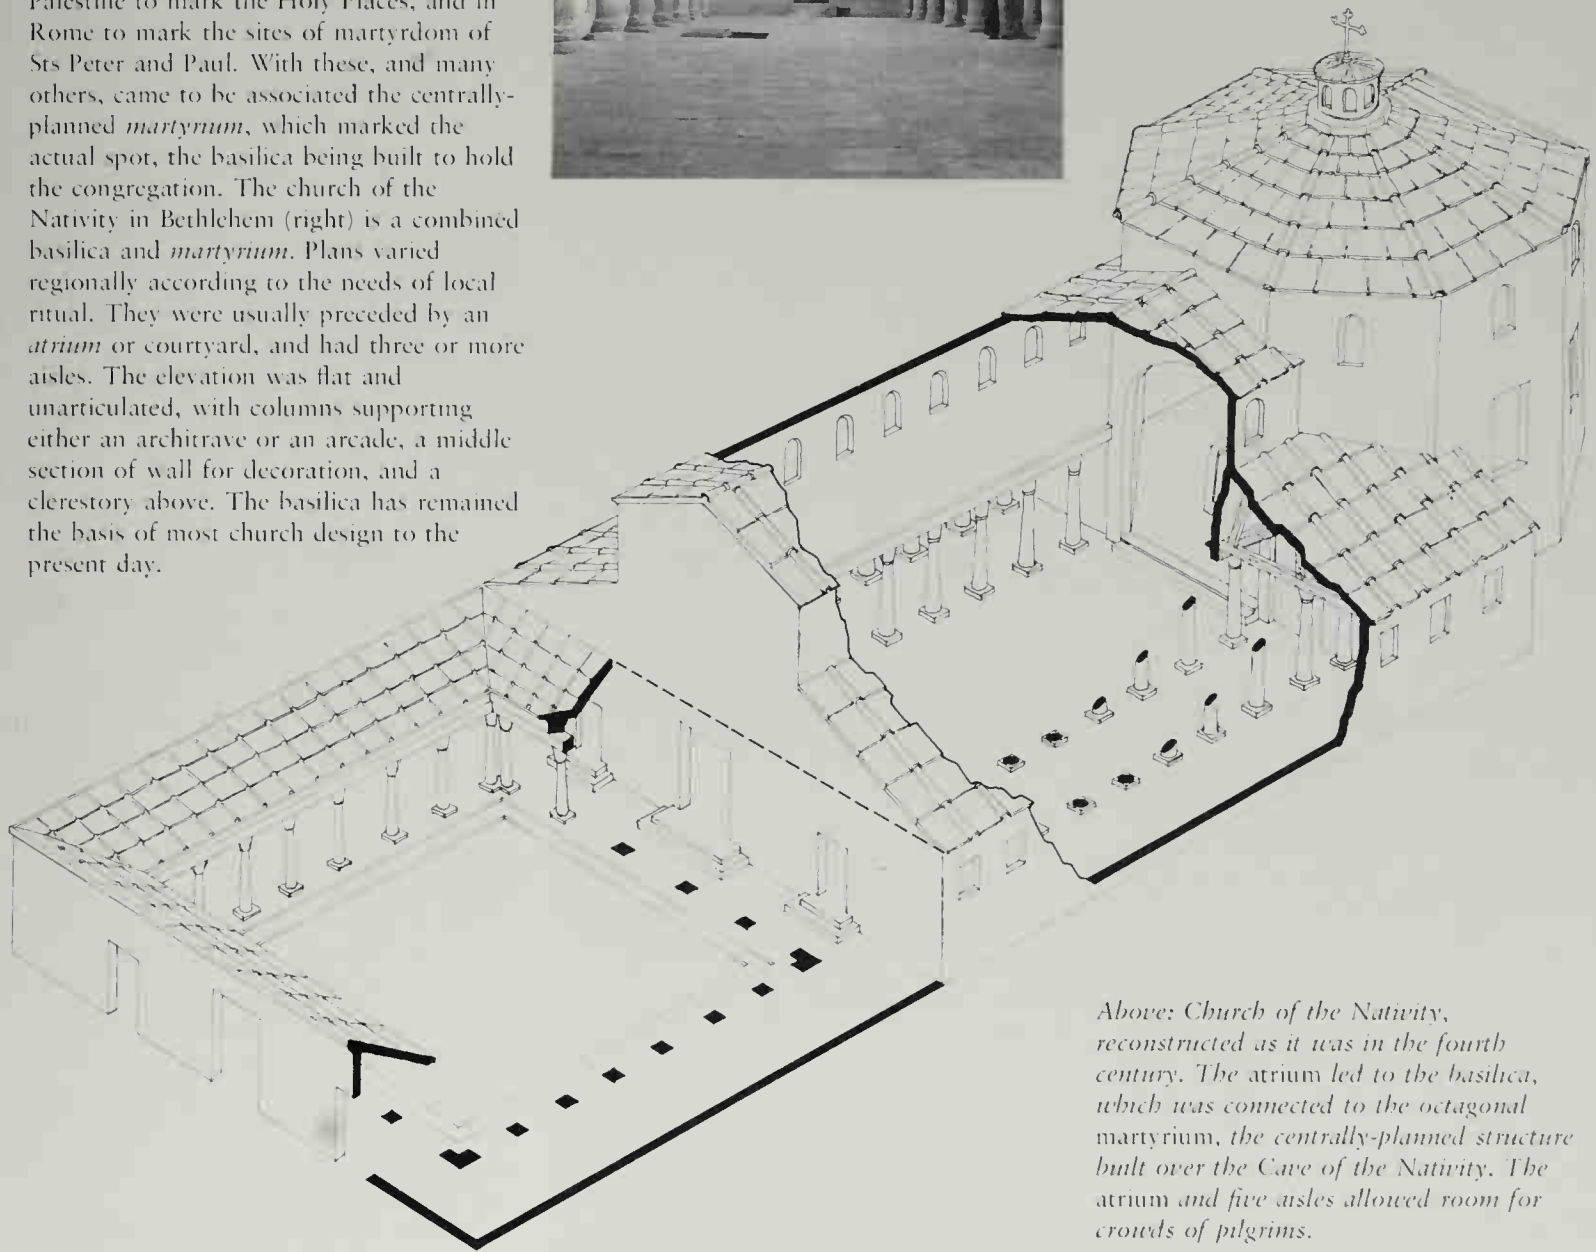 Palestine to mark the Holy Places, and in
Rome to mark the sites of martyrdom of
Sts Peter and Paul. With these, and many
others, came to be associated the centrally-
planned martyrium, which marked the
actual spot, the basilica being built to hold
the congregation. The church of the
Nativity in Bethlehem (right) is a combined
basilica and martyrium. Plans varied
regionally according to the needs of local
ritual. They were usually preceded by an
atrium or courtyard, and had three or more
aisles. The elevation was flat and
unarticulated, with columns supporting
either an architrave or an arcade, a middle
section of wall for decoration, and a
clerestory above. The basilica has remained
the basis of most church design to the
present day.
Above: Church of the Nativity,
reconstructed as it was in the fourth
century. The atrium led to the basilica,
which was connected to the octagonal
martyrium, the centrally-planned structure
built over the Cave of the Nativity. The
atrium and five aisles allowed room for
crowds of pilgrims.